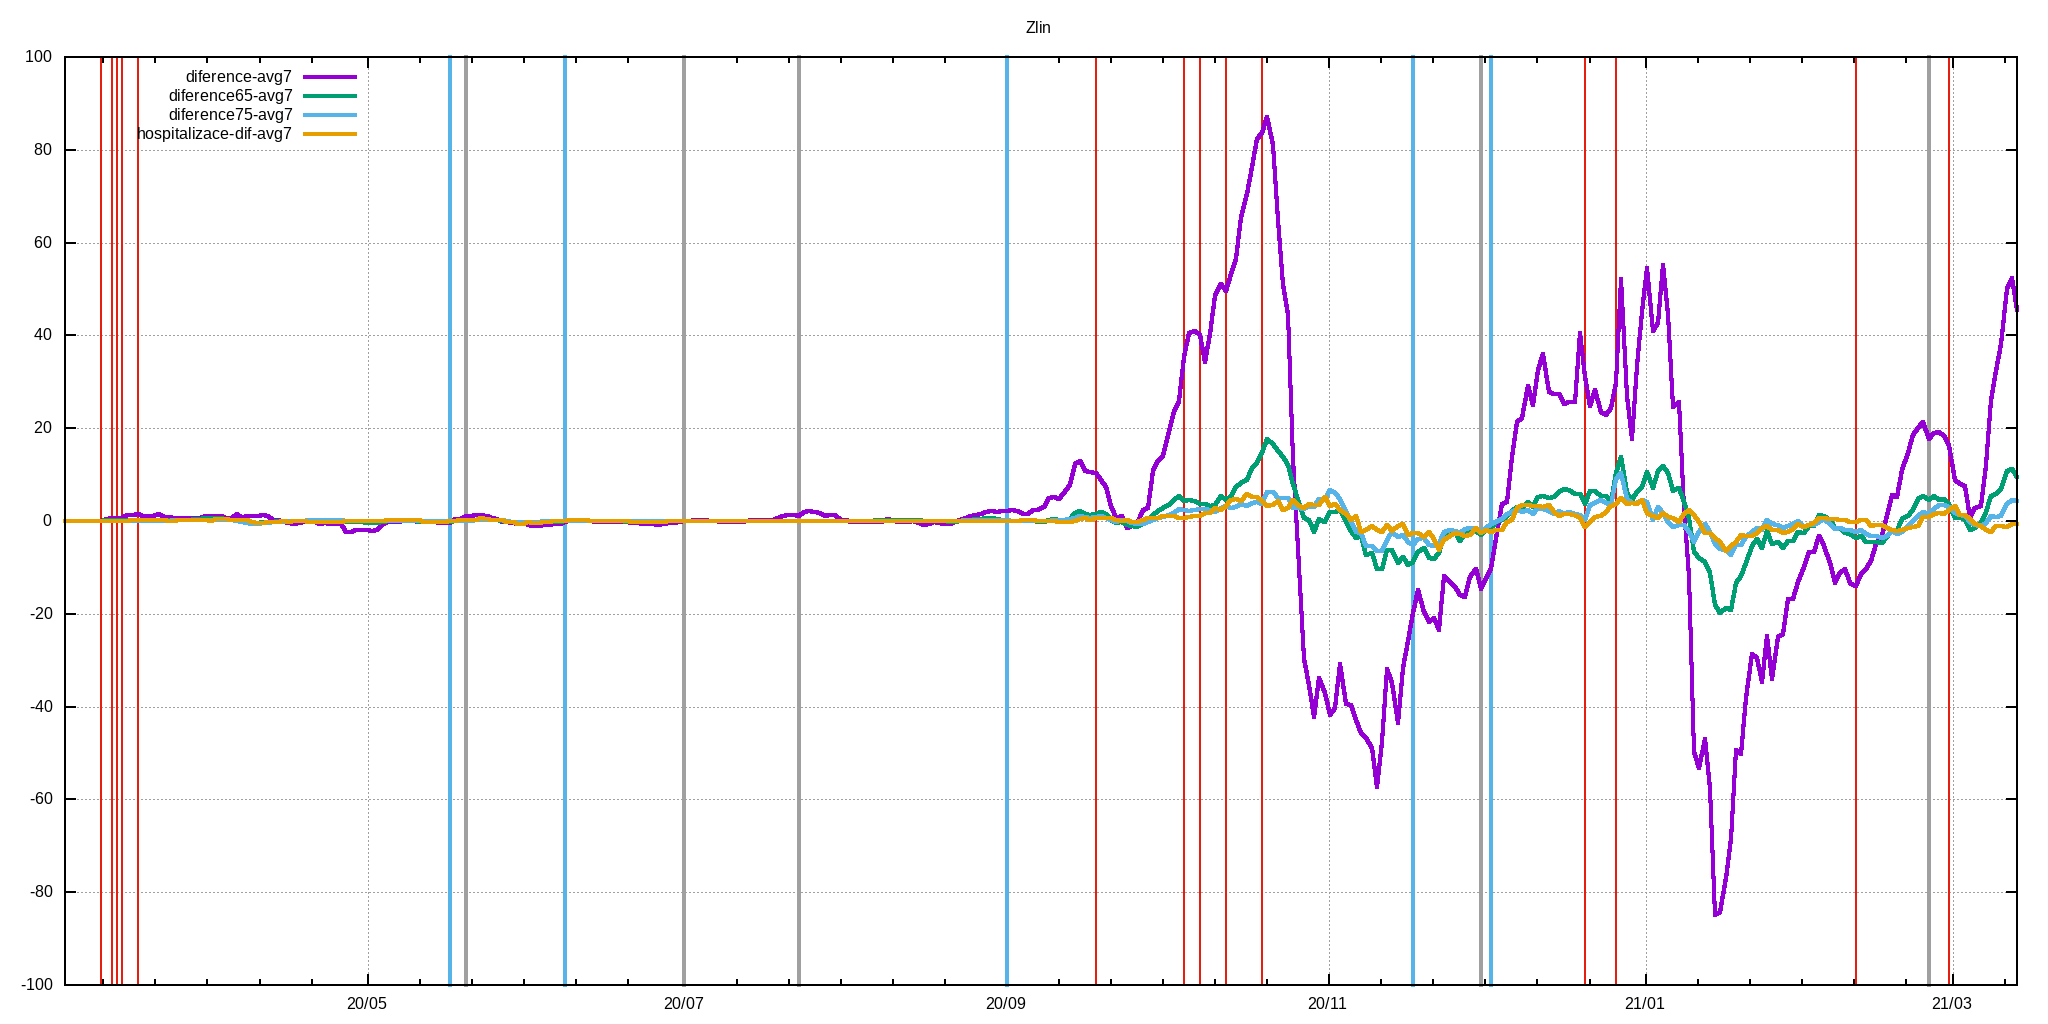 Zlin
diference-avg7
diference65-avg7
diference75-avg7
hospitalizace-dif-avg7
100
80
60
40
20
0
-20
-40
-60
-80
-100
20/05 20/07 20/09 20/11 21/01 21/03